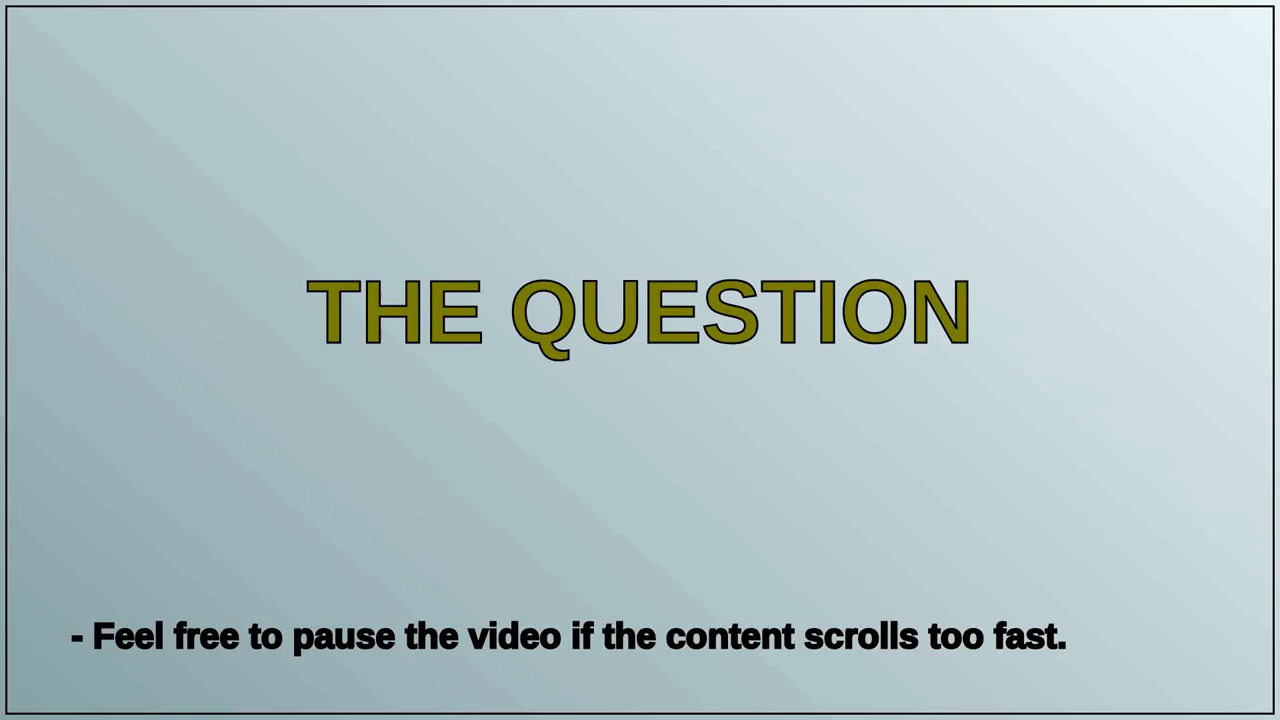 THE QUESTION
- Feel free to pause the video if the content scrolls too fast.